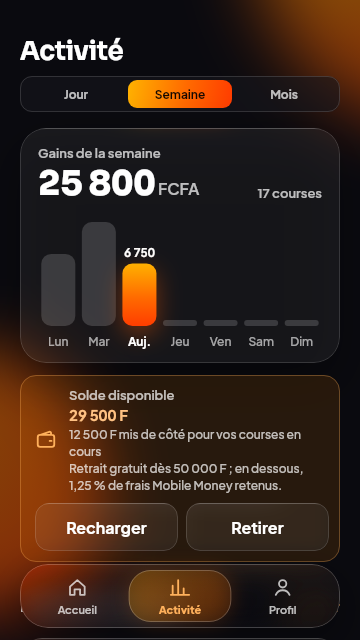 Activité
Jour Semaine Mois
Gains de la semaine
25 800 FCFA 17 courses
6 750
Lun Mar Auj. Jeu Ven Sam Dim
Solde disponible
29 500 F
12 500 F mis de côté pour vos courses en
cours
Retrait gratuit dès 50 000 F ; en dessous,
1,25 % de frais Mobile Money retenus.
Recharger Retirer
Accueil Activité Profil